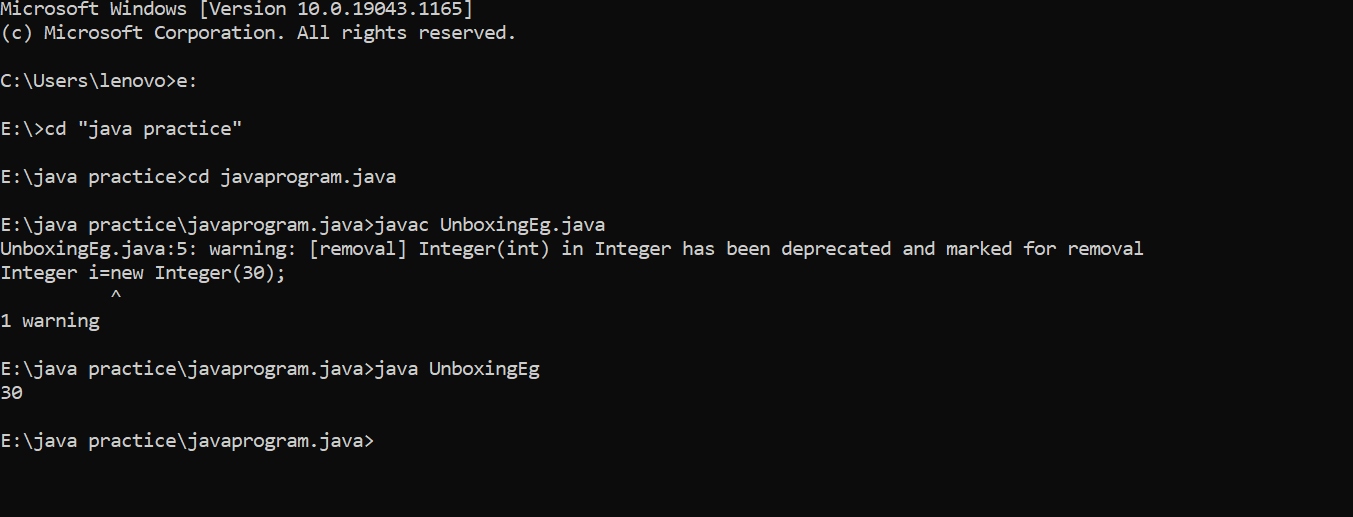 Microsoft Windows [Version 10.0.19043.1165]
(c) Microsoft Corporation. All rights reserved.
C:\Users\lenovo>e:
E:\>cd "java practice"
E:\java practice>cd javaprogram.java
E:\java practice\javaprogram.java>javac UnboxingEg.java
UnboxingEg.java:5: warning: [removal] Integer(int) in Integer has been deprecated and marked for removal
Integer i=new Integer(30);
          ^
1 warning
E:\java practice\javaprogram.java>java UnboxingEg
30
E:\java practice\javaprogram.java>